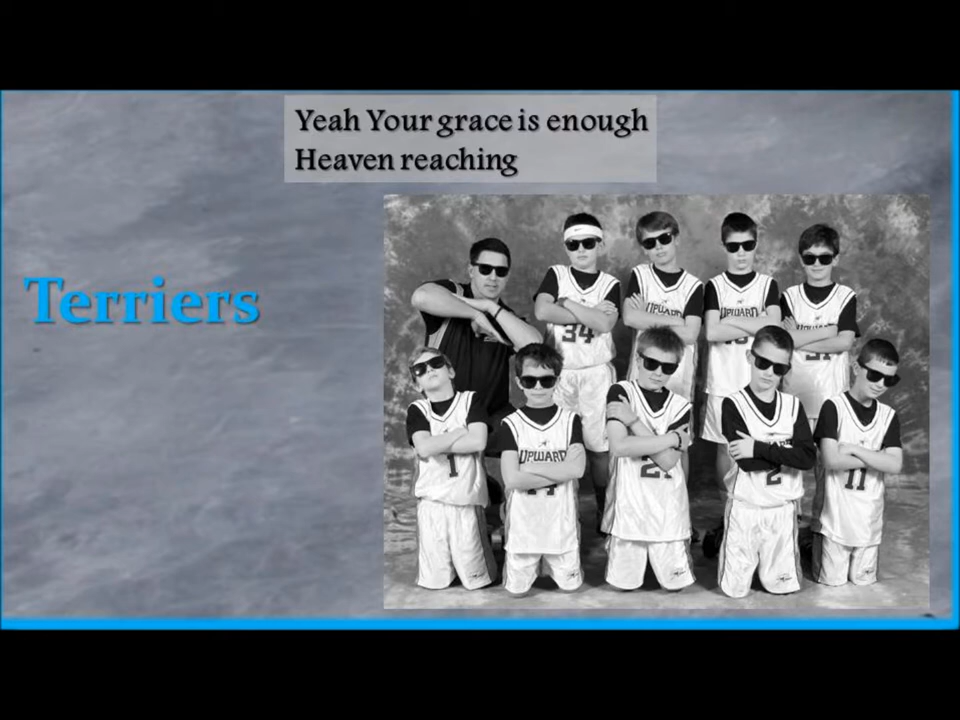 Yeah Your grace is enough
Heaven reaching
Terriers
34
UPWARD
UPWARD
1
UPWARD
21
2
11